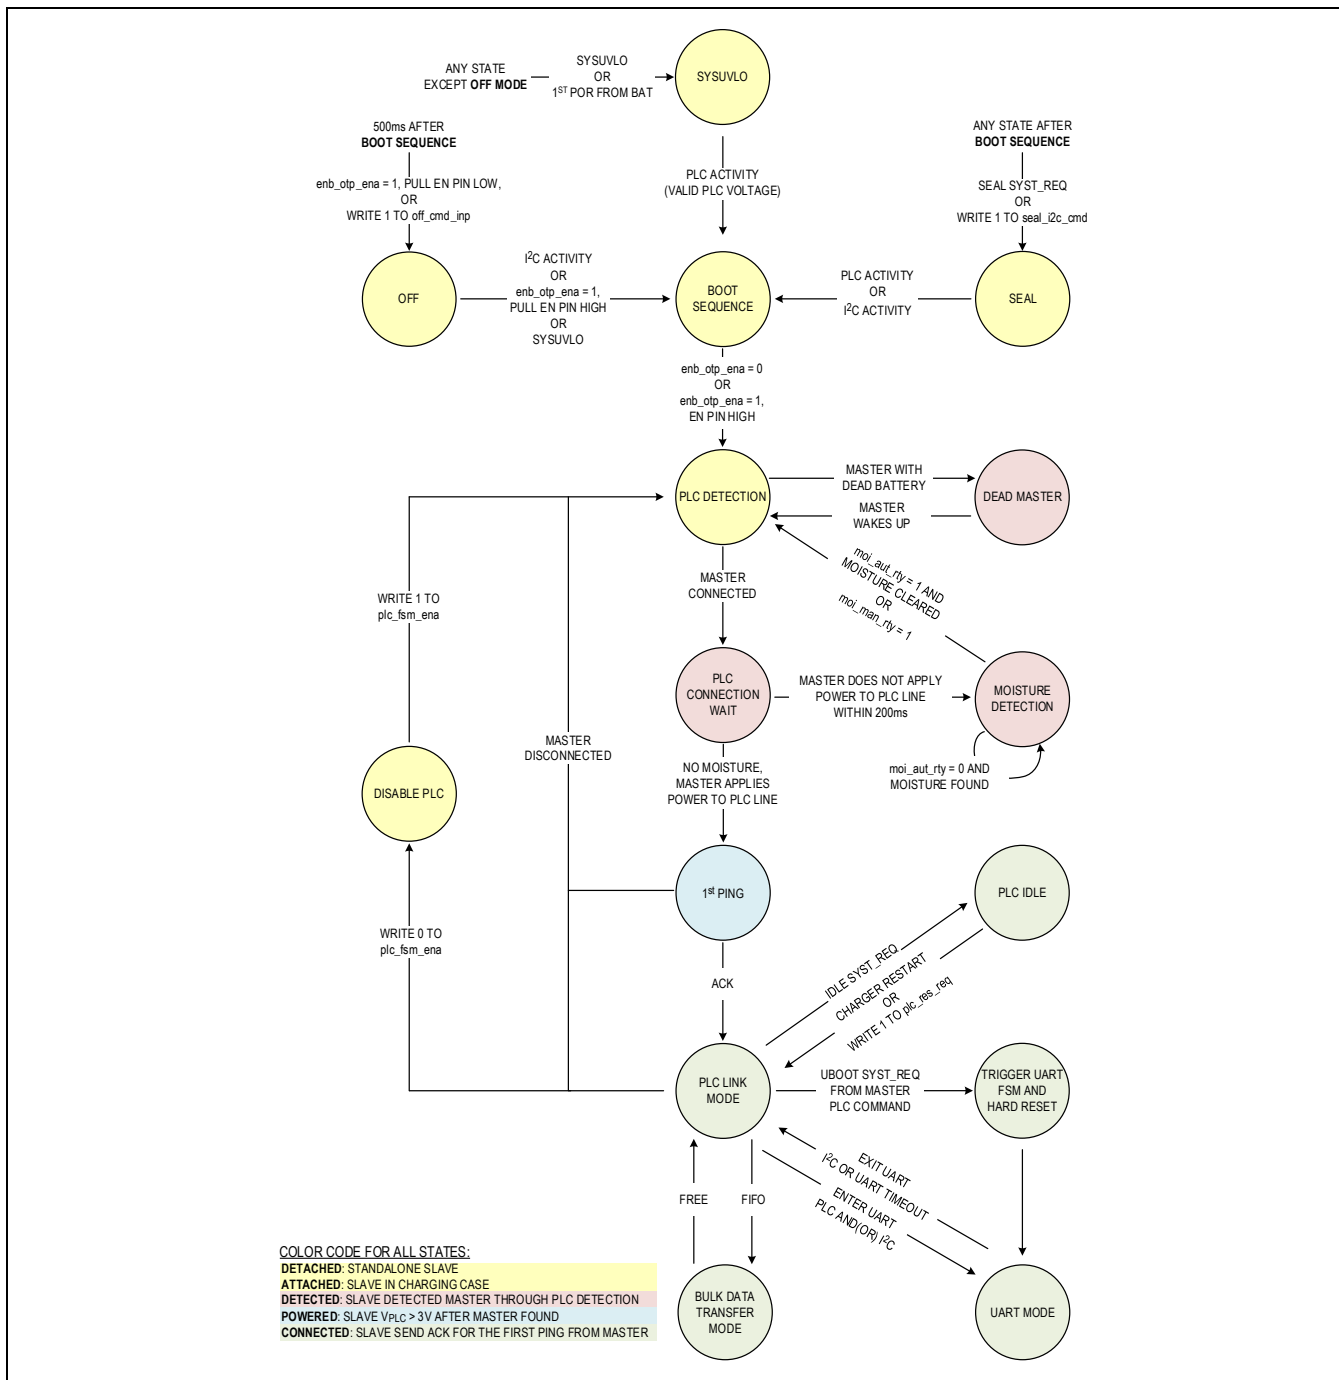 SYSUVLO
OR
1ST POR FROM BAT
ANY STATE
EXCEPT OFF MODE
SYSUVLO
500ms AFTER
BOOT SEQUENCE
ANY STATE AFTER
BOOT SEQUENCE
enb_otp_ena = 1, PULL EN PIN LOW,
OR
WRITE 1 TO off_cmd_inp
PLC ACTIVITY
(VALID PLC VOLTAGE)
SEAL SYST_REQ
OR
WRITE 1 TO seal_i2c_cmd
OFF
I2C ACTIVITY
OR
enb_otp_ena = 1,
PULL EN PIN HIGH
OR
SYSUVLO
BOOT
SEQUENCE
PLC ACTIVITY
OR
I2C ACTIVITY
SEAL
enb_otp_ena = 0
OR
enb_otp_ena = 1,
EN PIN HIGH
PLC DETECTION
MASTER WITH
DEAD BATTERY
MASTER
WAKES UP
DEAD MASTER
moi_aut_rty = 1 AND
MOISTURE CLEARED
OR
moi_man_rty = 1
WRITE 1 TO
plc_fsm_ena
MASTER
CONNECTED
PLC
CONNECTION
WAIT
MASTER DOES NOT APPLY
POWER TO PLC LINE
WITHIN 200ms
MOISTURE
DETECTION
MASTER
DISCONNECTED
moi_aut_rty = 0 AND
MOISTURE FOUND
DISABLE PLC
NO MOISTURE,
MASTER APPLIES
POWER TO PLC LINE
1st PING
PLC IDLE
WRITE 0 TO
plc_fsm_ena
ACK
IDLE SYST_REQ
CHARGER RESTART
OR
WRITE 1 TO plc_res_req
PLC LINK
MODE
UBOOT SYST_REQ
FROM MASTER
PLC COMMAND
TRIGGER UART
FSM AND
HARD RESET
EXIT UART
I2C OR UART TIMEOUT
ENTER UART
PLC AND(OR) I2C
FREE
FIFO
BULK DATA
TRANSFER
MODE
UART MODE
COLOR CODE FOR ALL STATES:
DETACHED: STANDALONE SLAVE
ATTACHED: SLAVE IN CHARGING CASE
DETECTED: SLAVE DETECTED MASTER THROUGH PLC DETECTION
POWERED: SLAVE VPLC > 3V AFTER MASTER FOUND
CONNECTED: SLAVE SEND ACK FOR THE FIRST PING FROM MASTER